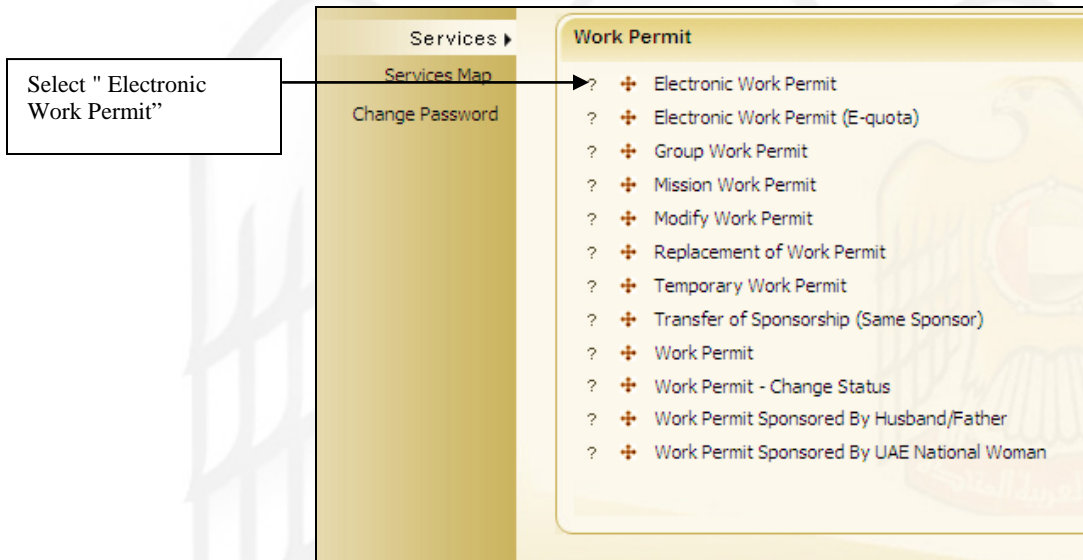 Select " Electronic
Work Permit”
Services
Services Map
Change Password
Work Permit
? Electronic Work Permit
? Electronic Work Permit (E-quota)
? Group Work Permit
? Mission Work Permit
? Modify Work Permit
? Replacement of Work Permit
? Temporary Work Permit
? Transfer of Sponsorship (Same Sponsor)
? Work Permit
? Work Permit - Change Status
? Work Permit Sponsored By Husband/Father
? Work Permit Sponsored By UAE National Woman